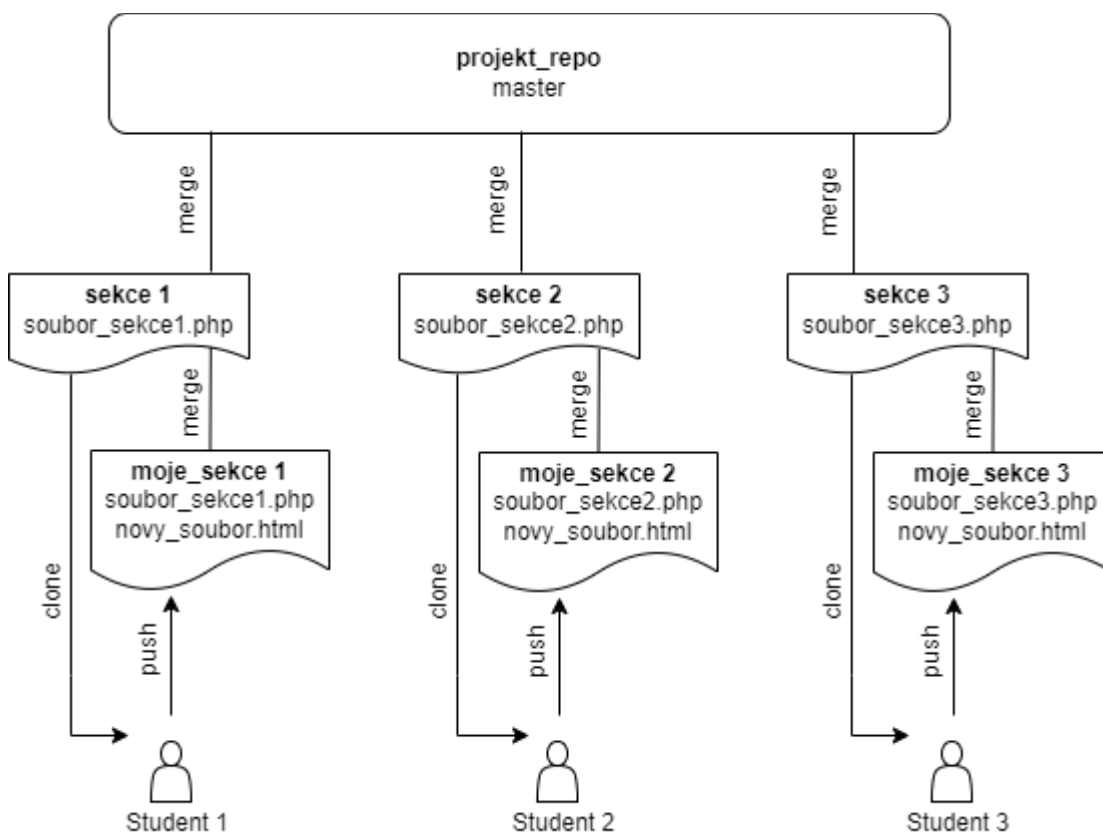 projekt_repo
master
merge
merge
merge
sekce 1
soubor_sekce1.php
sekce 2
soubor_sekce2.php
sekce 3
soubor_sekce3.php
merge
merge
merge
moje_sekce 1
soubor_sekce1.php
novy_soubor.html
moje_sekce 2
soubor_sekce2.php
novy_soubor.html
moje_sekce 3
soubor_sekce3.php
novy_soubor.html
clone
push
clone
push
clone
push
Student 1
Student 2
Student 3